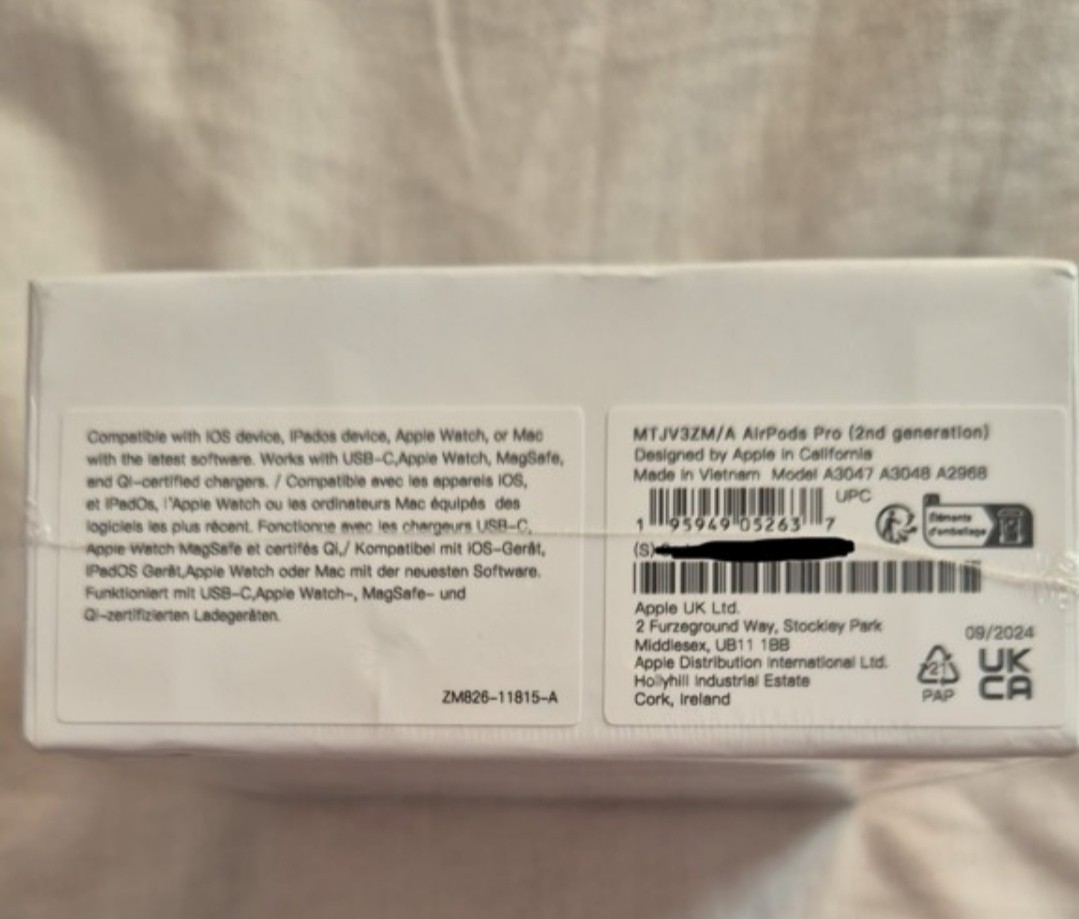 Compatible with iOS device, iPados device, Apple Watch, or Mac
with the latest software. Works with USB-C,Apple Watch, MagSafe,
and Qi-certified chargers. / Compatible avec les appareils iOS,
et iPadOs, l'Apple Watch ou les ordinateurs Mac équipés des
logiciels les plus récent. Fonctionne avec les chargeurs USB-C,
Apple Watch MagSafe et certifés Qi,/ Kompatibel mit iOS-Gerät,
iPadOS Gerät,Apple Watch oder Mac mit der neuesten Software.
Funktioniert mit USB-C,Apple Watch-, MagSafe- und
Qi-zertifizierten Ladegeräten.
ZM826-11815-A
MTJV3ZM/A AirPods Pro (2nd generation)
Designed by Apple in California
Made in Vietnam Model A3047 A3048 A2968
UPC
1 95949 05263 7
Éléments
d'emballage
(S)
Apple UK Ltd.
2 Furzeground Way, Stockley Park
Middlesex, UB11 1BB
Apple Distribution International Ltd.
Hollyhill Industrial Estate
Cork, Ireland
09/2024
21
PAP
UK
CA